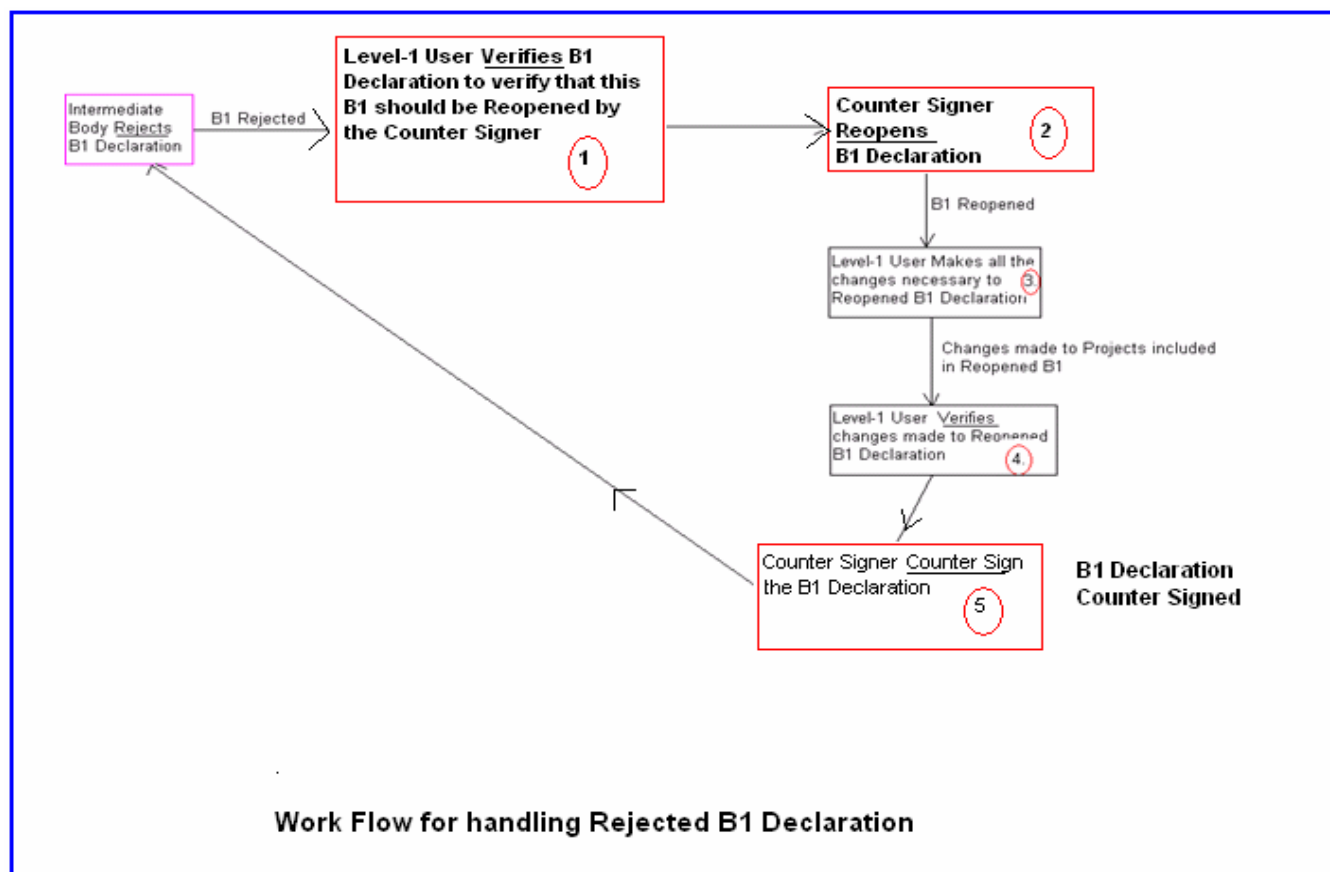 Intermediate
Body Rejects
B1 Declaration
B1 Rejected
Level-1 User Verifies B1
Declaration to verify that this
B1 should be Reopened by
the Counter Signer
1
Counter Signer
Reopens
B1 Declaration
2
B1 Reopened
Level-1 User Makes all the
changes necessary to
Reopened B1 Declaration
3.
Changes made to Projects included
in Reopened B1
Level-1 User Verifies
changes made to Reopened
B1 Declaration
4.
Counter Signer Counter Sign
the B1 Declaration
5
B1 Declaration
Counter Signed
.
Work Flow for handling Rejected B1 Declaration